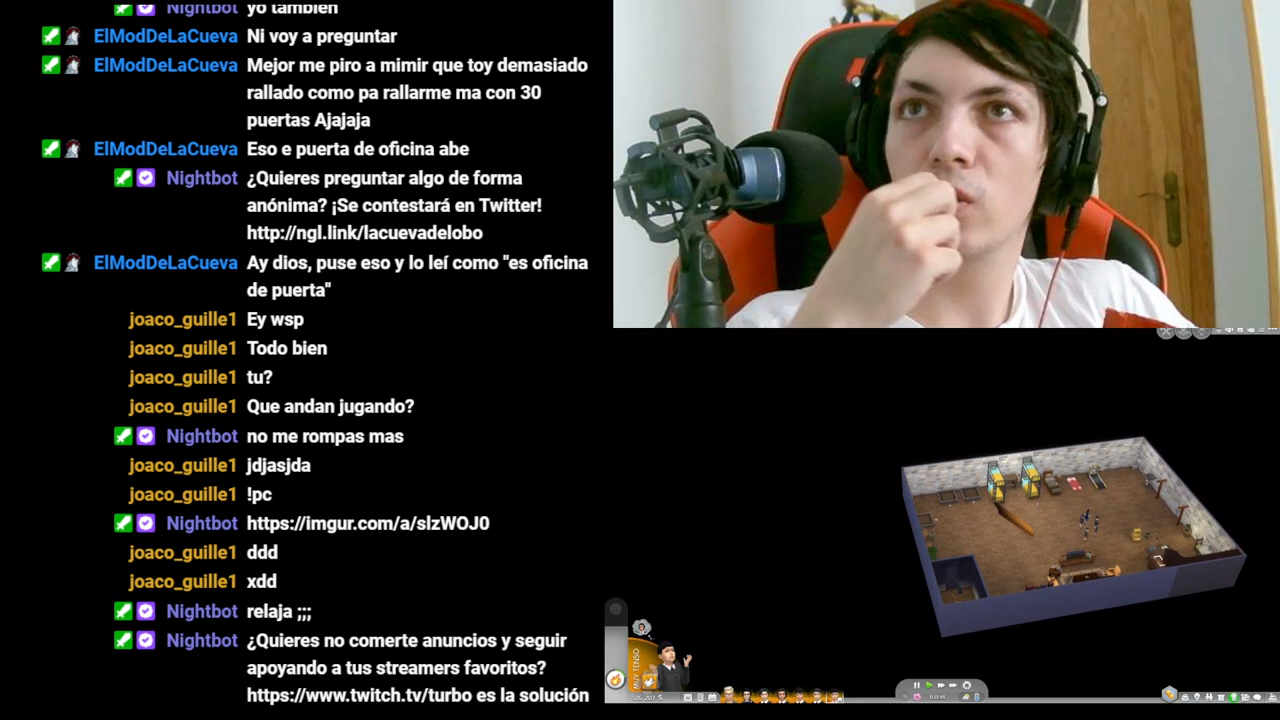 Nightbot yo también
ElModDeLaCueva Ni voy a preguntar
ElModDeLaCueva Mejor me piro a mimir que toy demasiado
rallado como pa rallarme ma con 30
puertas Ajajaja
ElModDeLaCueva Eso e puerta de oficina abe
Nightbot ¿Quieres preguntar algo de forma
anónima? ¡Se contestará en Twitter!
http://ngl.link/lacuevadelobo
ElModDeLaCueva Ay dios, puse eso y lo leí como "es oficina
de puerta"
joaco_guille1 Ey wsp
joaco_guille1 Todo bien
joaco_guille1 tu?
joaco_guille1 Que andan jugando?
Nightbot no me rompas mas
joaco_guille1 jdjasjda
joaco_guille1 !pc
Nightbot https://imgur.com/a/slzWOJ0
joaco_guille1 ddd
joaco_guille1 xdd
Nightbot relaja ;;;
Nightbot ¿Quieres no comerte anuncios y seguir
apoyando a tus streamers favoritos?
https://www.twitch.tv/turbo es la solución
MUY TENSO